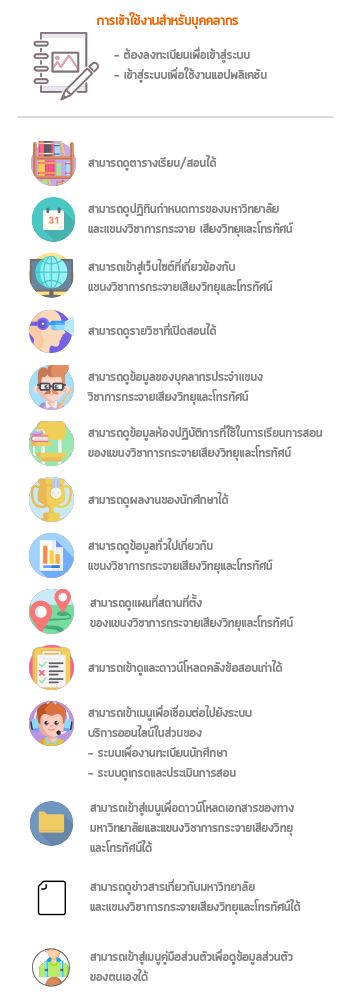 การเข้าใช้งานสำหรับบุคลากร
- ต้องลงทะเบียนเพื่อเข้าสู่ระบบ
- เข้าสู่ระบบเพื่อใช้งานแอปพลิเคชัน
สามารถดูตารางเรียน/สอนได้
31
สามารถดูปฏิทินกำหนดการของมหาวิทยาลัย
และแขนงวิชาการกระจาย เสียงวิทยุและโทรทัศน์
สามารถเข้าสู่เว็บไซต์ที่เกี่ยวข้องกับ
แขนงวิชาการกระจายเสียงวิทยุและโทรทัศน์
สามารถดูรายวิชาที่เปิดสอนได้
สามารถดูข้อมูลของบุคลากรประจำแขนง
วิชาการกระจายเสียงวิทยุและโทรทัศน์
สามารถดูข้อมูลห้องปฏิบัติการที่ใช้ในการเรียนการสอน
ของแขนงวิชาการกระจายเสียงวิทยุและโทรทัศน์
สามารถดูผลงานของนักศึกษาได้
สามารถดูข้อมูลทั่วไปเกี่ยวกับ
แขนงวิชาการกระจายเสียงวิทยุและโทรทัศน์
สามารถดูแผนที่สถานที่ตั้ง
ของแขนงวิชาการกระจายเสียงวิทยุและโทรทัศน์
สามารถเข้าดูและดาวน์โหลดคลังข้อสอบเก่าได้
สามารถเข้าเมนูเพื่อเชื่อมต่อไปยังระบบ
บริการออนไลน์ในส่วนของ
- ระบบเพื่องานทะเบียนนักศึกษา
- ระบบดูเกรดและประเมินการสอน
สามารถเข้าสู่เมนูเพื่อดาวน์โหลดเอกสารของทาง
มหาวิทยาลัยและแขนงวิชาการกระจายเสียงวิทยุ
และโทรทัศน์ได้
สามารถดูข่าวสารเกี่ยวกับมหาวิทยาลัย
และแขนงวิชาการกระจายเสียงวิทยุและโทรทัศน์ได้
สามารถเข้าสู่เมนูคู่มือส่วนตัวเพื่อดูข้อมูลส่วนตัว
ของตนเองได้